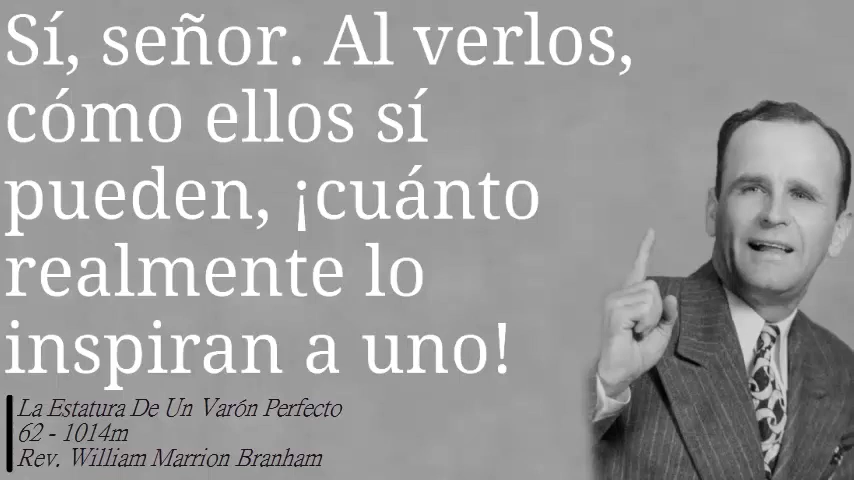 Sí, señor. Al verlos,
cómo ellos sí
pueden, ¡cuánto
realmente lo
inspiran a uno!
La Estatura De Un Varón Perfecto
62 - 1014m
Rev. William Marrion Branham